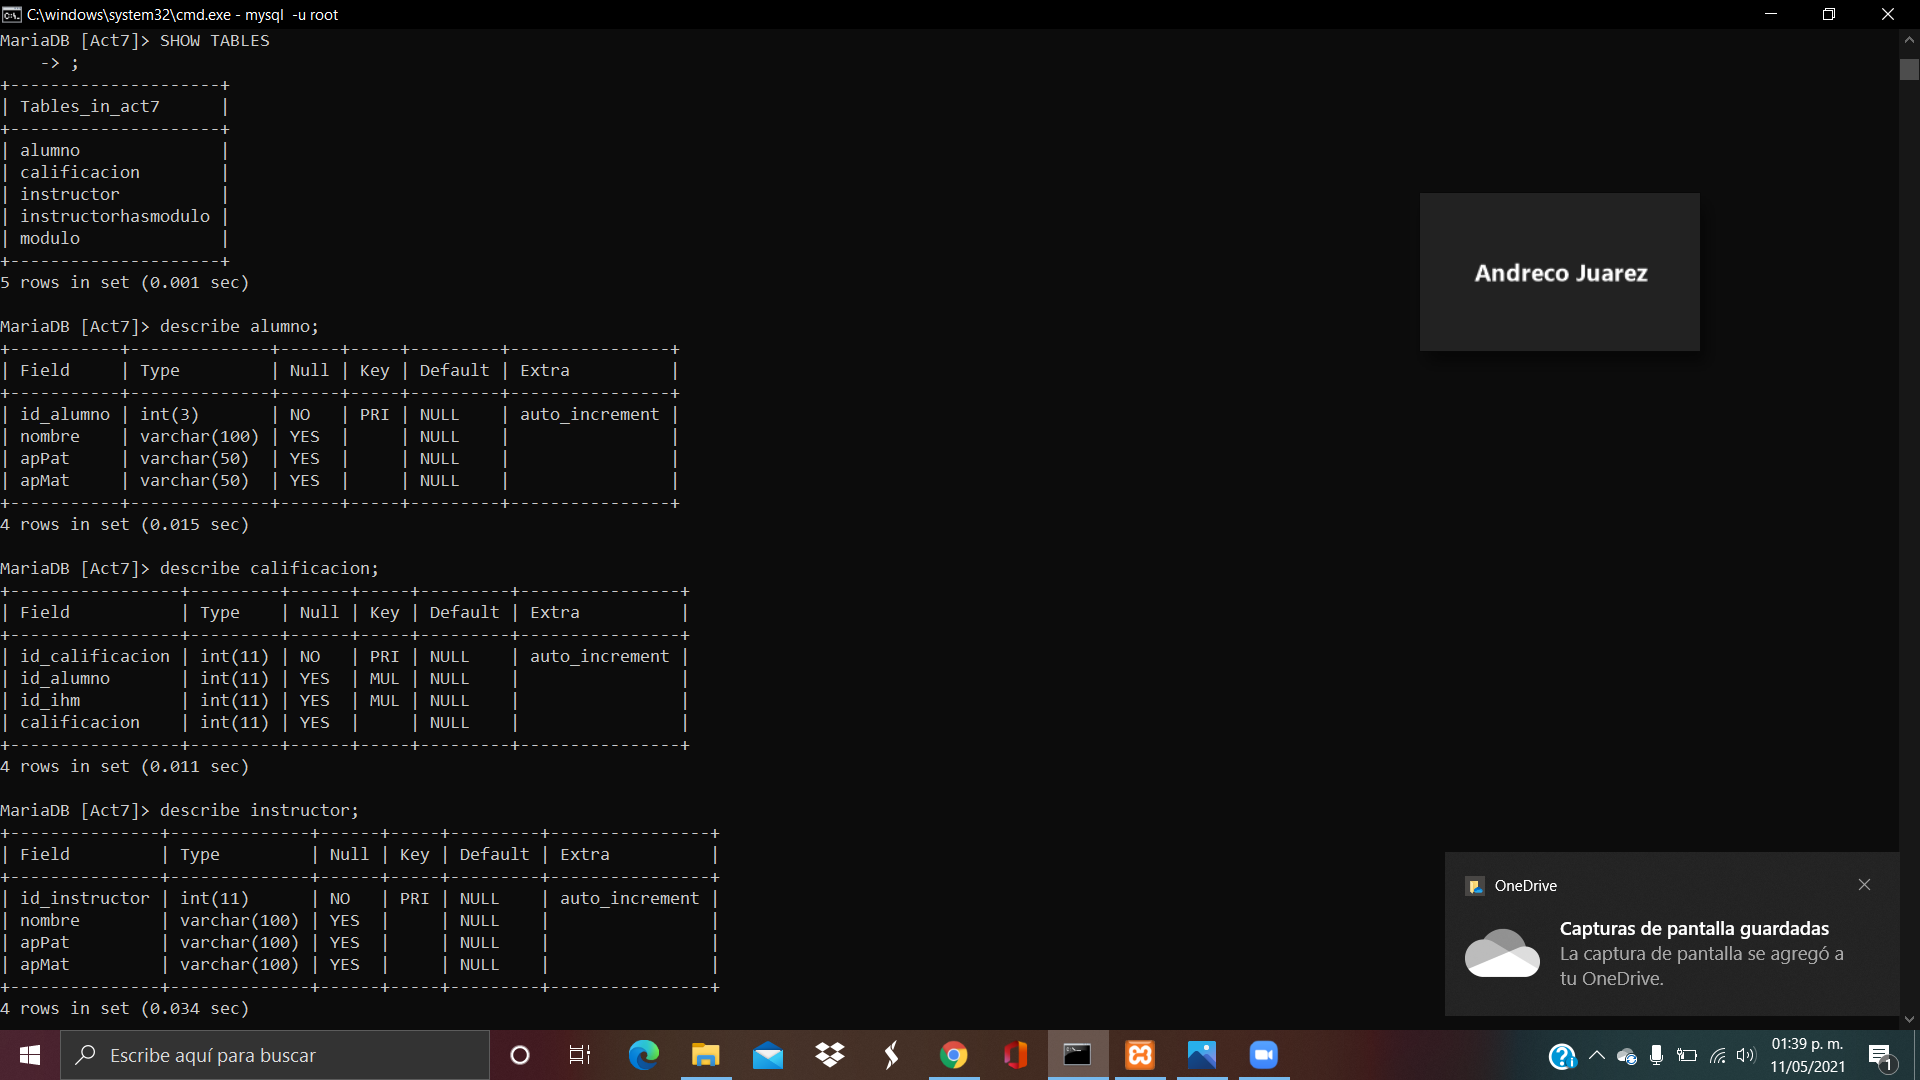 C:\windows\system32\cmd.exe - mysql  -u root
MariaDB [Act7]> SHOW TABLES
    -> ;
+---------------------+
| Tables_in_act7      |
+---------------------+
| alumno              |
| calificacion        |
| instructor          |
| instructorhasmodulo |
| modulo              |
+---------------------+
5 rows in set (0.001 sec)
MariaDB [Act7]> describe alumno;
+-----------+--------------+------+-----+---------+----------------+
| Field     | Type         | Null | Key | Default | Extra          |
+-----------+--------------+------+-----+---------+----------------+
| id_alumno | int(3)       | NO   | PRI | NULL    | auto_increment |
| nombre    | varchar(100) | YES  |     | NULL    |                |
| apPat     | varchar(50)  | YES  |     | NULL    |                |
| apMat     | varchar(50)  | YES  |     | NULL    |                |
+-----------+--------------+------+-----+---------+----------------+
4 rows in set (0.015 sec)
MariaDB [Act7]> describe calificacion;
+-----------------+---------+------+-----+---------+----------------+
| Field           | Type    | Null | Key | Default | Extra          |
+-----------------+---------+------+-----+---------+----------------+
| id_calificacion | int(11) | NO   | PRI | NULL    | auto_increment |
| id_alumno       | int(11) | YES  | MUL | NULL    |                |
| id_ihm          | int(11) | YES  | MUL | NULL    |                |
| calificacion    | int(11) | YES  |     | NULL    |                |
+-----------------+---------+------+-----+---------+----------------+
4 rows in set (0.011 sec)
MariaDB [Act7]> describe instructor;
+---------------+--------------+------+-----+---------+----------------+
| Field         | Type         | Null | Key | Default | Extra          |
+---------------+--------------+------+-----+---------+----------------+
| id_instructor | int(11)      | NO   | PRI | NULL    | auto_increment |
| nombre        | varchar(100) | YES  |     | NULL    |                |
| apPat         | varchar(100) | YES  |     | NULL    |                |
| apMat         | varchar(100) | YES  |     | NULL    |                |
+---------------+--------------+------+-----+---------+----------------+
4 rows in set (0.034 sec)
Andreco Juarez
OneDrive
Capturas de pantalla guardadas
La captura de pantalla se agregó a
tu OneDrive.
Escribe aquí para buscar
01:39 p. m.
11/05/2021
1